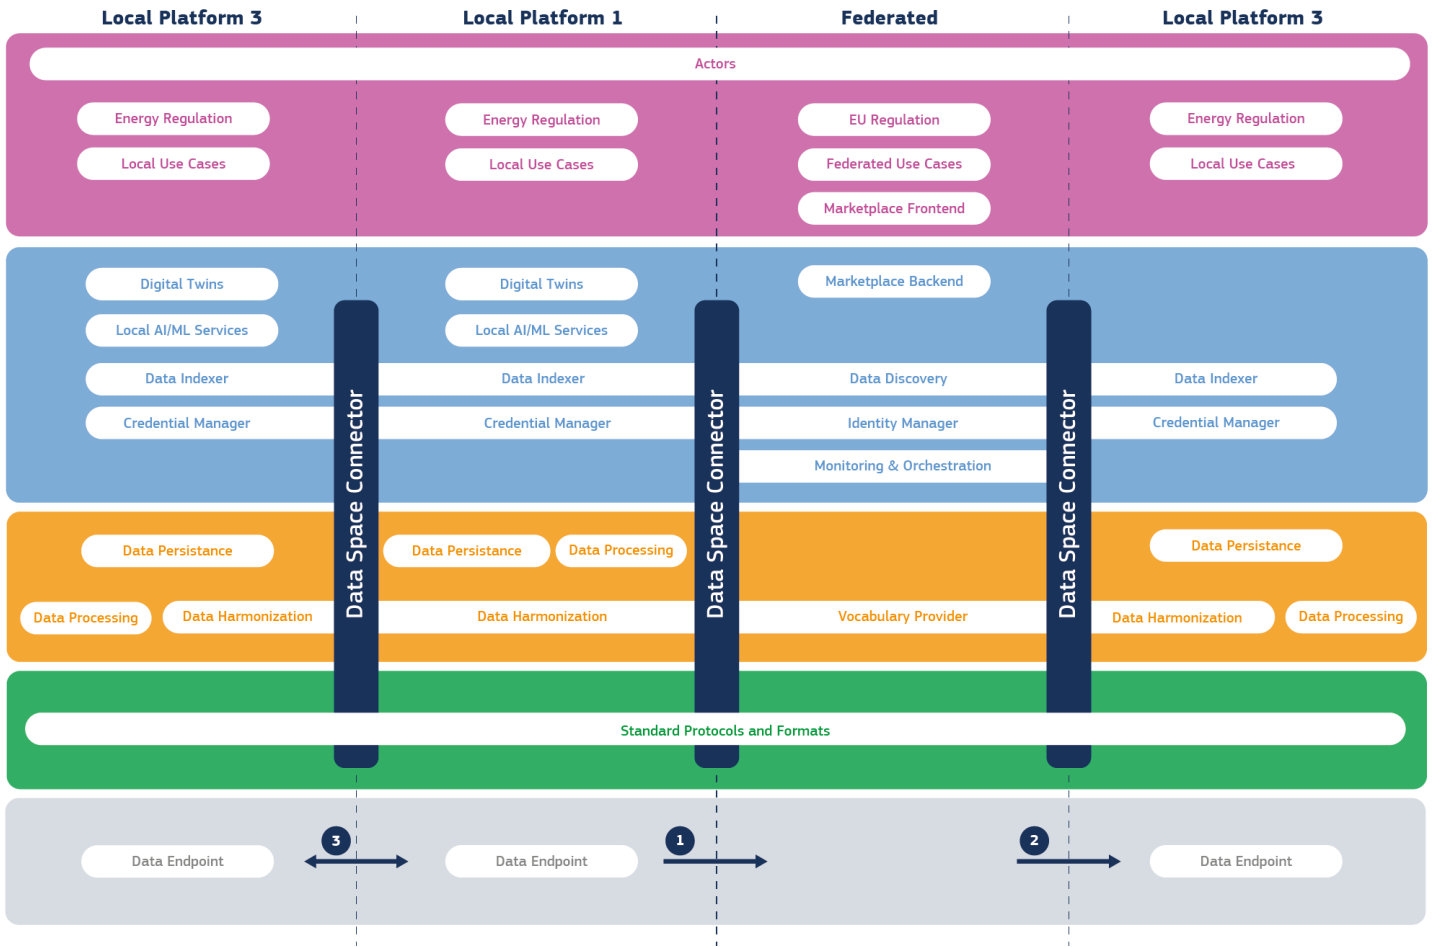 Local Platform 3
Local Platform 1
Federated
Local Platform 3
Actors
Energy Regulation
Energy Regulation
EU Regulation
Energy Regulation
Local Use Cases
Local Use Cases
Federated Use Cases
Local Use Cases
Marketplace Frontend
Digital Twins
Digital Twins
Marketplace Backend
Local AI/ML Services
Local AI/ML Services
Data Indexer
Data Indexer
Data Discovery
Data Indexer
Credential Manager
Credential Manager
Identity Manager
Credential Manager
Monitoring & Orchestration
Data Space Connector
Data Space Connector
Data Space Connector
Data Persistance
Data Persistance
Data Processing
Data Persistance
Data Processing
Data Harmonization
Data Harmonization
Vocabulary Provider
Data Harmonization
Data Processing
Standard Protocols and Formats
3
1
2
Data Endpoint
Data Endpoint
Data Endpoint